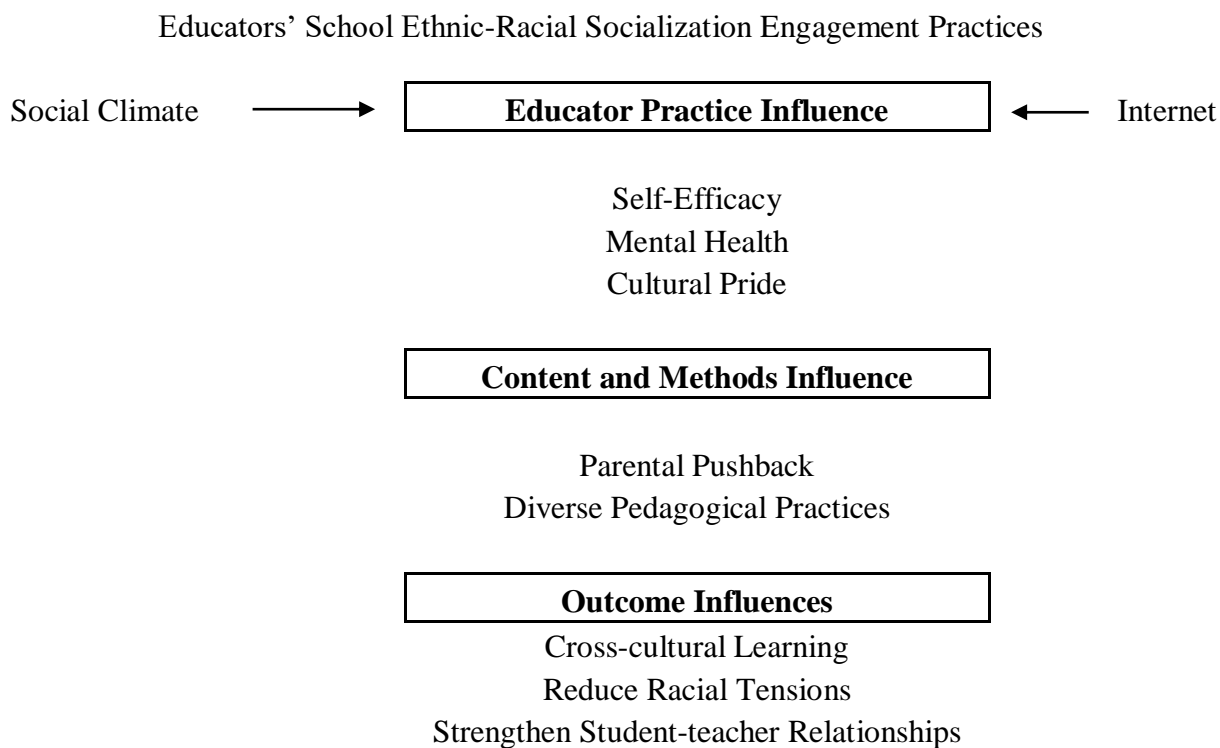 Educators’ School Ethnic-Racial Socialization Engagement Practices
Social Climate
Educator Practice Influence
Internet
Self-Efficacy
Mental Health
Cultural Pride
Content and Methods Influence
Parental Pushback
Diverse Pedagogical Practices
Outcome Influences
Cross-cultural Learning
Reduce Racial Tensions
Strengthen Student-teacher Relationships